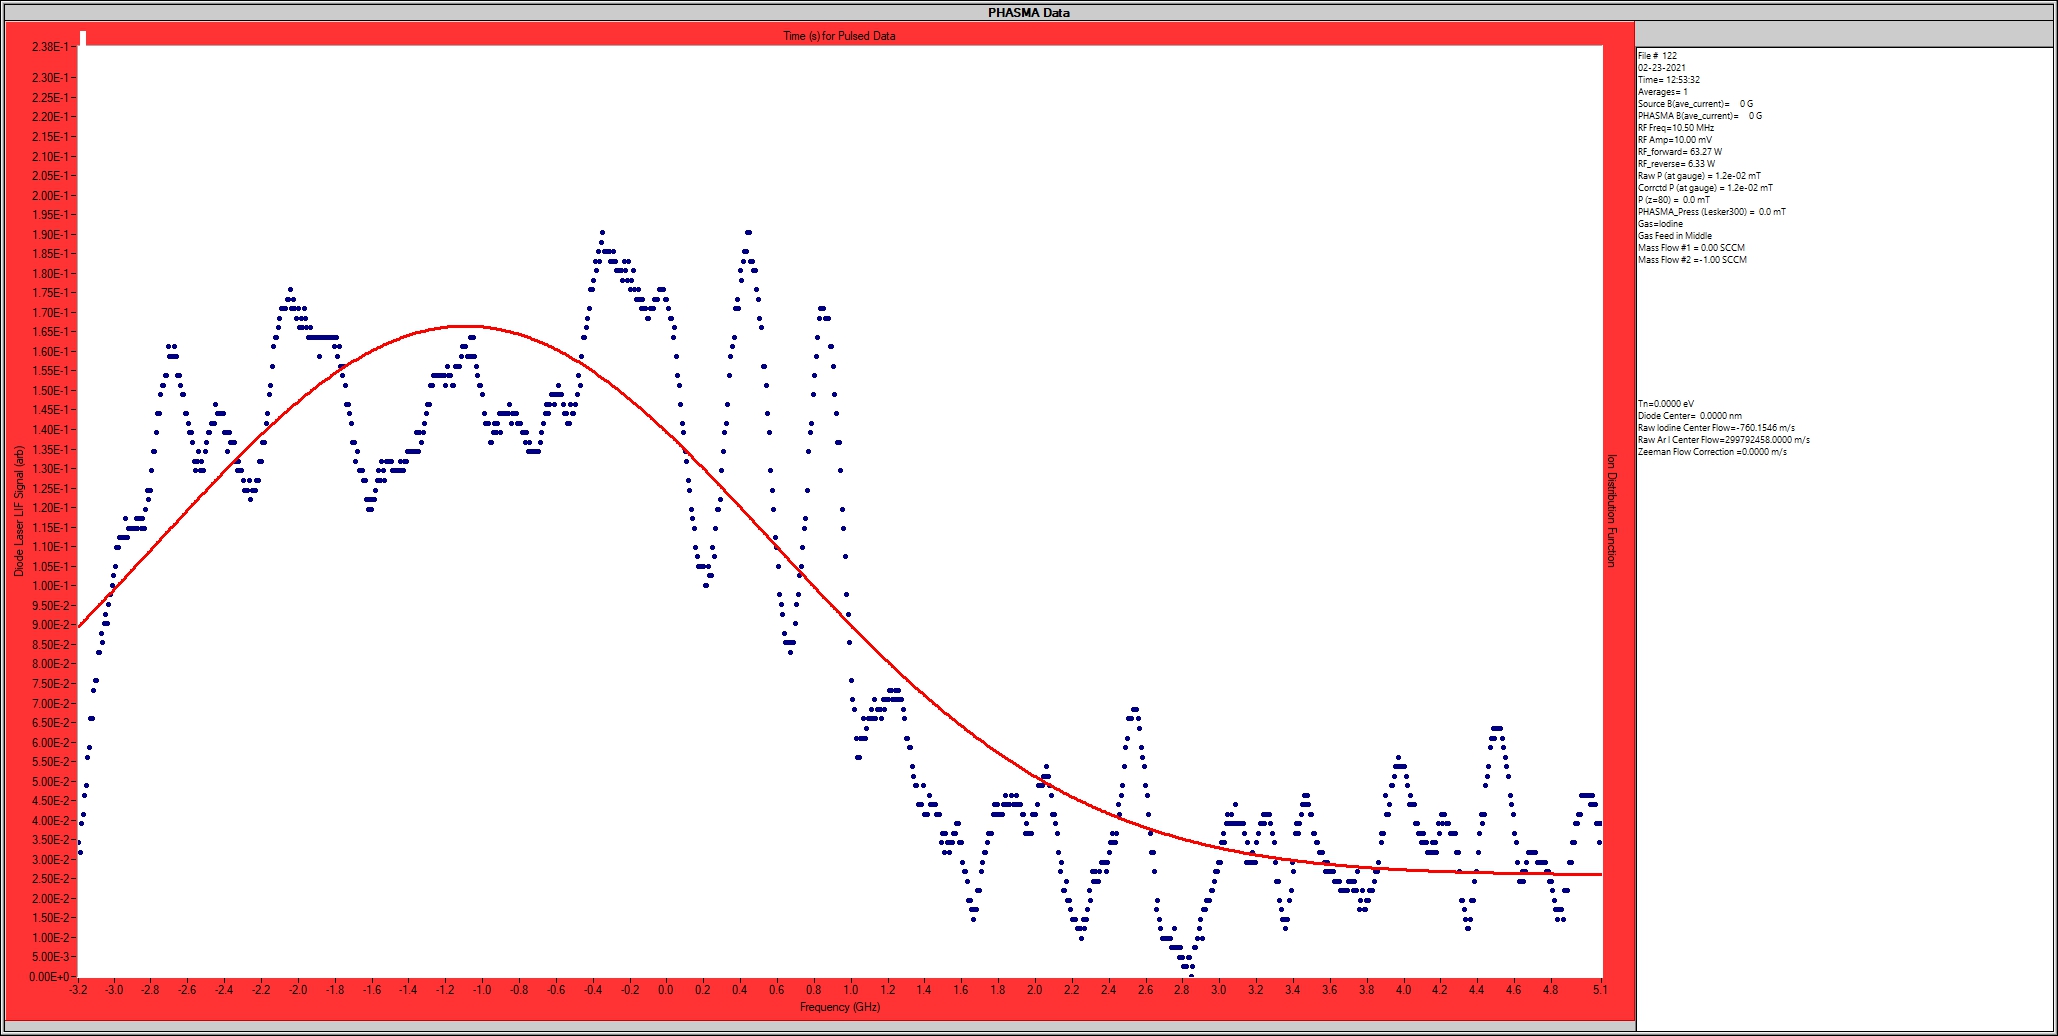 PHASMA Data
Time (s) for Pulsed Data
2.38E-1
2.30E-1
2.25E-1
2.20E-1
2.15E-1
2.10E-1
2.05E-1
2.00E-1
1.95E-1
1.90E-1
1.85E-1
1.80E-1
1.75E-1
1.70E-1
1.65E-1
1.60E-1
1.55E-1
1.50E-1
1.45E-1
1.40E-1
1.35E-1
1.30E-1
1.25E-1
1.20E-1
1.15E-1
1.10E-1
1.05E-1
1.00E-1
9.50E-2
9.00E-2
8.50E-2
8.00E-2
7.50E-2
7.00E-2
6.50E-2
6.00E-2
5.50E-2
5.00E-2
4.50E-2
4.00E-2
3.50E-2
3.00E-2
2.50E-2
2.00E-2
1.50E-2
1.00E-2
5.00E-3
0.00E+0
Diode Laser LIF Signal (arb)
-3.2 -3.0 -2.8 -2.6 -2.4 -2.2 -2.0 -1.8 -1.6 -1.4 -1.2 -1.0 -0.8 -0.6 -0.4 -0.2 0.0 0.2 0.4 0.6 0.8 1.0 1.2 1.4 1.6 1.8 2.0 2.2 2.4 2.6 2.8 3.0 3.2 3.4 3.6 3.8 4.0 4.2 4.4 4.6 4.8 5.1
Frequency (GHz)
Ion Distribution Function
File # 122
02-23-2021
Time= 12:53:32
Averages= 1
Source B(ave_current)= 0 G
PHASMA B(ave_current)= 0 G
RF Freq=10.50 MHz
RF Amp=10.00 mV
RF_forward= 63.27 W
RF_reverse= 6.33 W
Raw P (at gauge) = 1.2e-02 mT
Corrctd P (at gauge) = 1.2e-02 mT
P (z=80) = 0.0 mT
PHASMA_Press (Lesker300) = 0.0 mT
Gas=Iodine
Gas Feed in Middle
Mass Flow #1 = 0.00 SCCM
Mass Flow #2 =-1.00 SCCM
Tn=0.0000 eV
Diode Center= 0.0000 nm
Raw Iodine Center Flow=-760.1546 m/s
Raw Ar I Center Flow=299792458.0000 m/s
Zeeman Flow Correction =0.0000 m/s